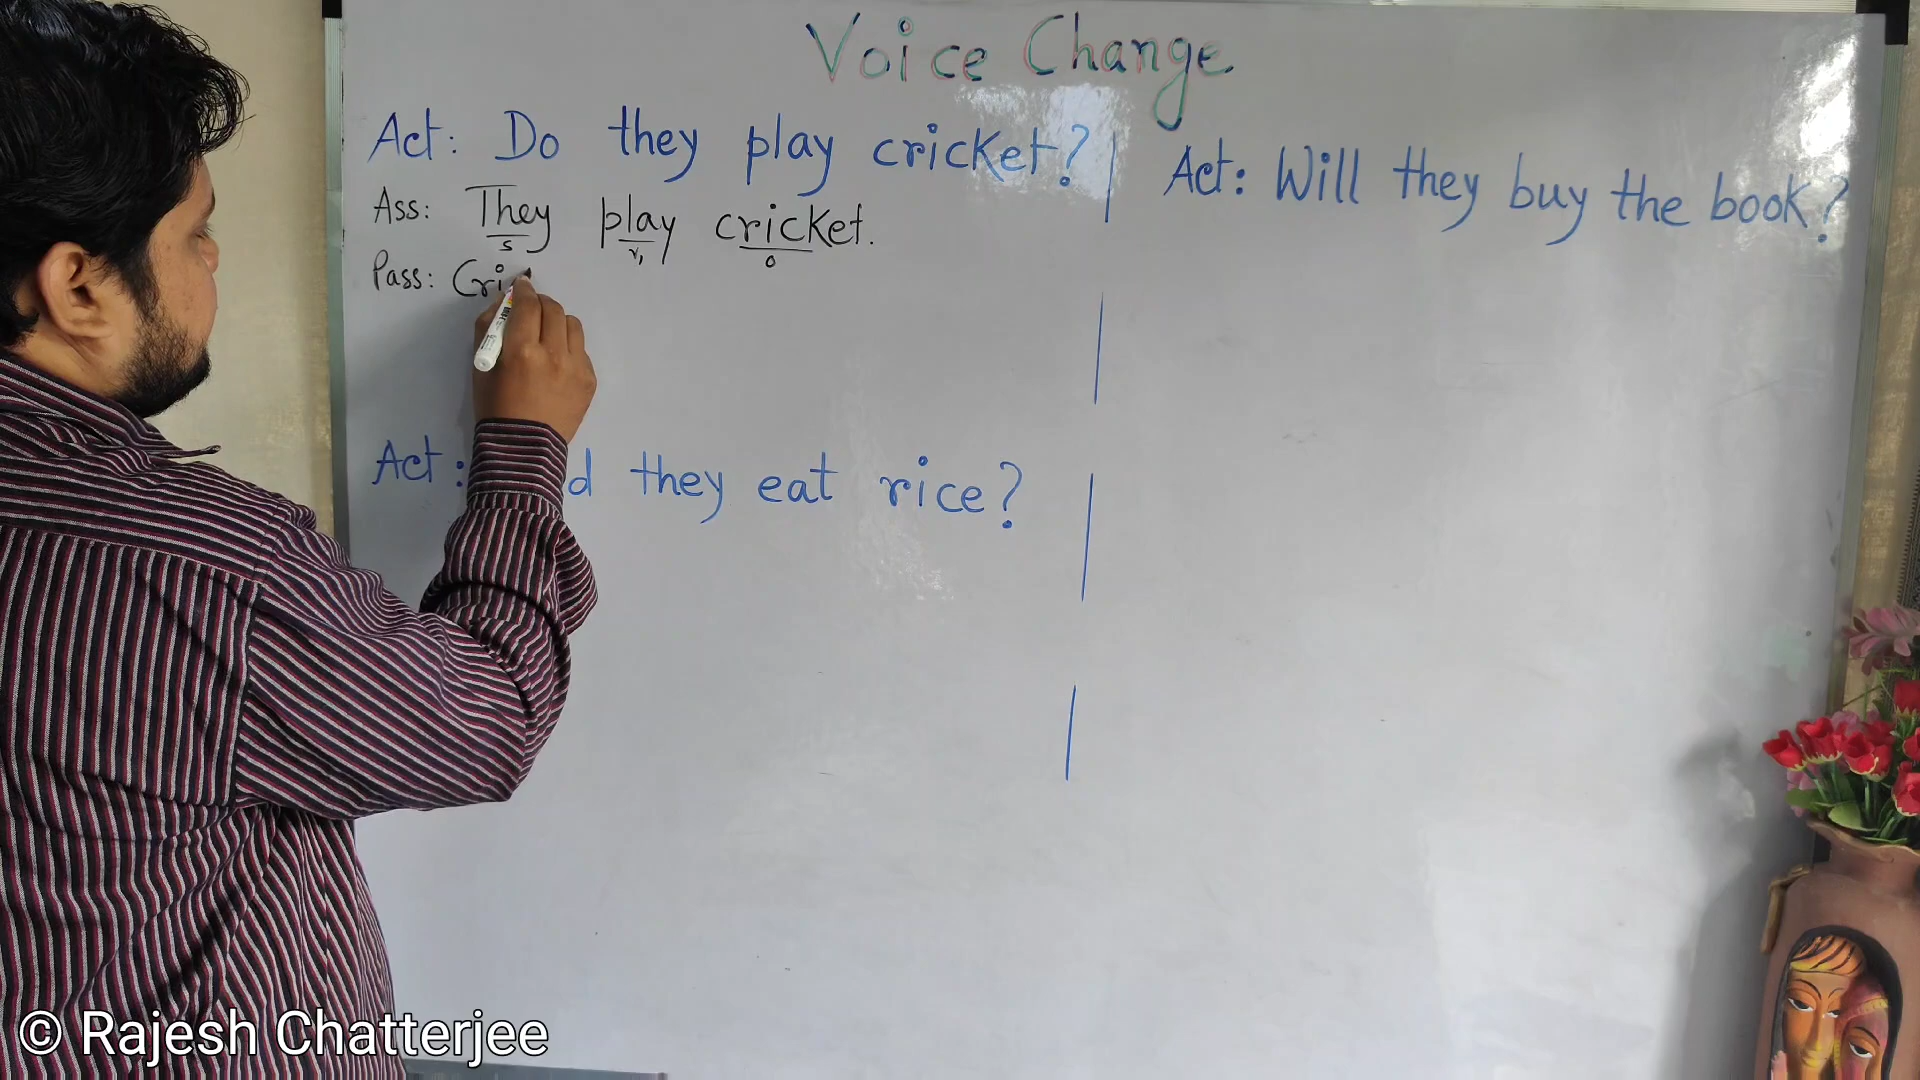 Voice Change
Act: Do they play cricket?
Ass: They play cricket.
S V1 O
Pass: Cri
Act: they eat rice?
Act: Will they buy the book?
© Rajesh Chatterjee